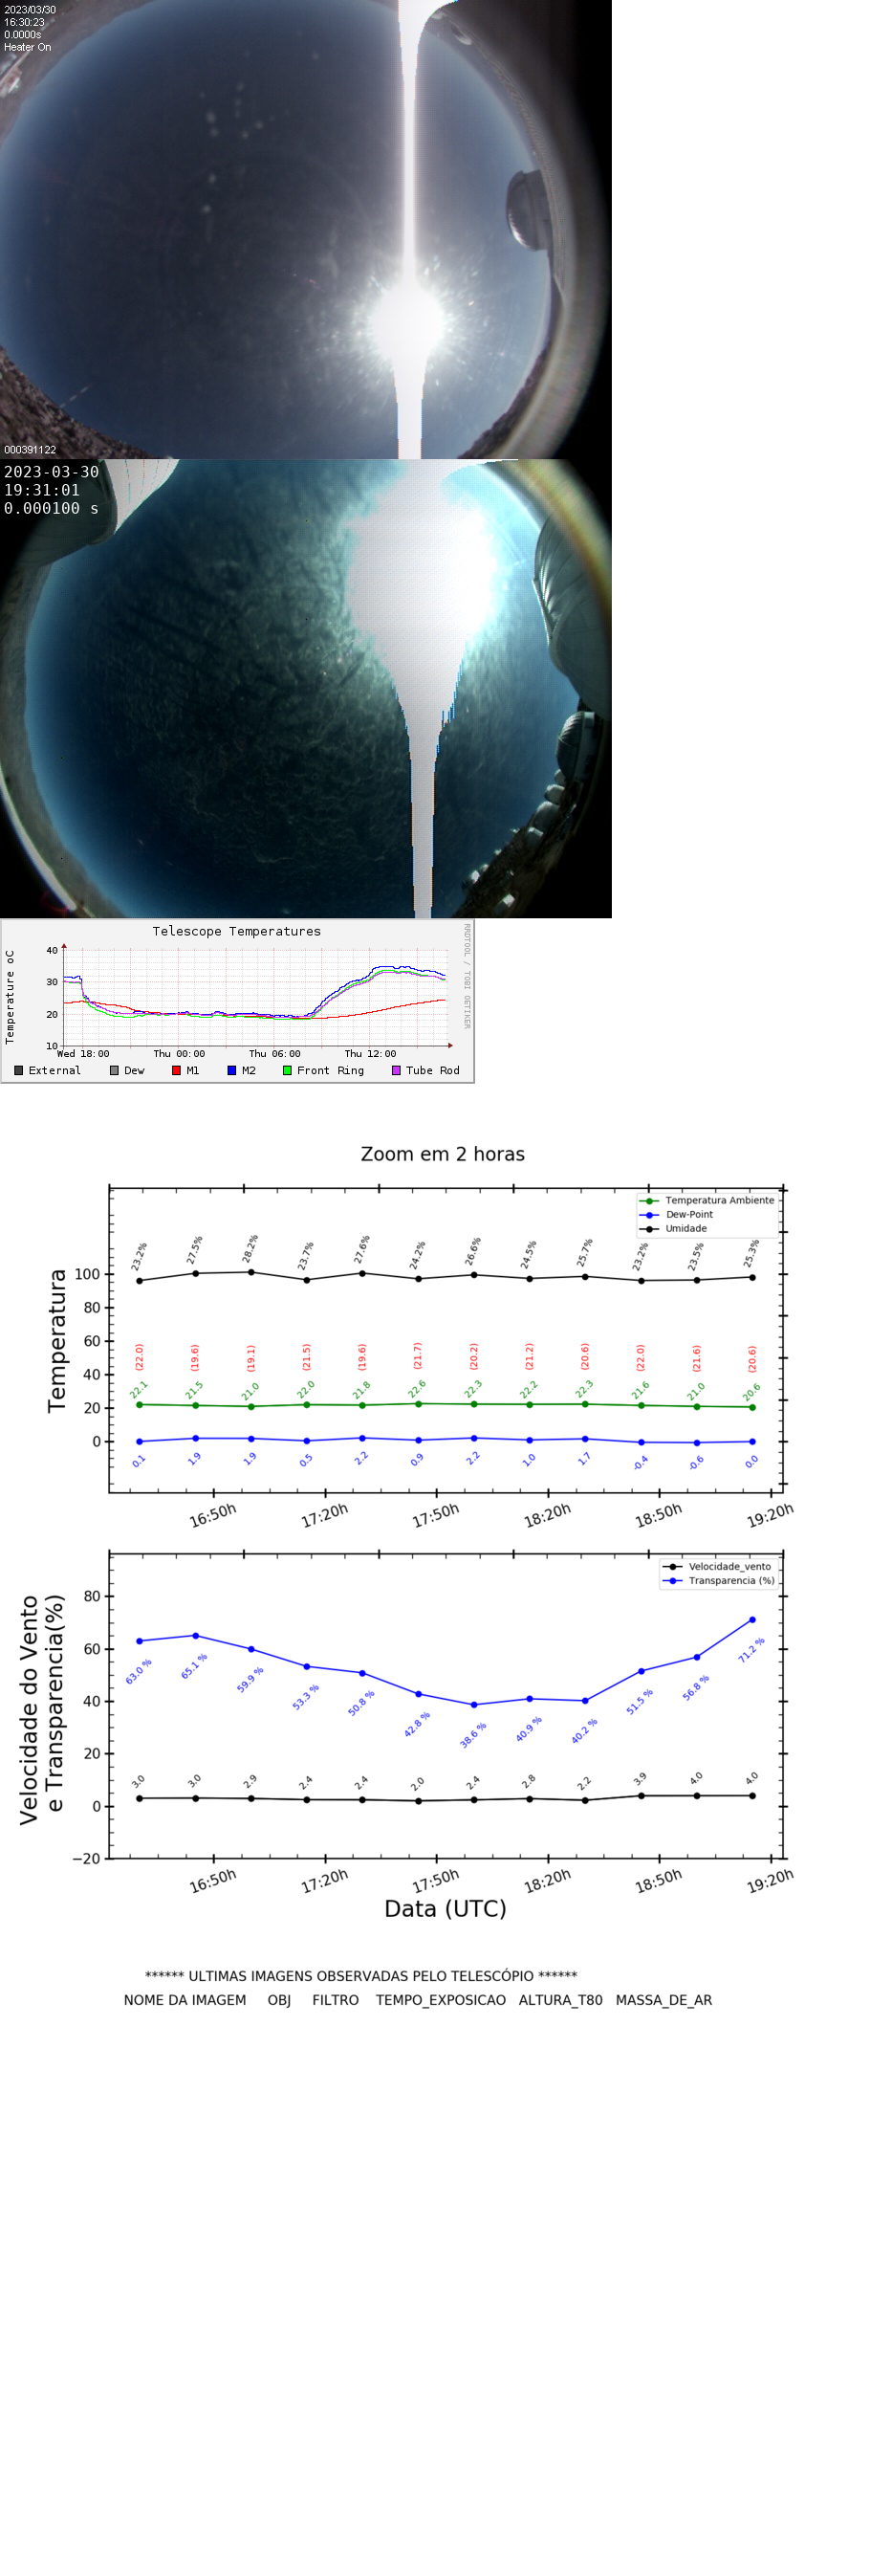 2023/03/30
16:30:23
0.0000s
Heater On
000391122
2023-03-30
19:31:01
0.000100 s
Telescope Temperatures
RRDTOOL / TOBI OETIKER
Temperature oC
40
30
20
10
Wed 18:00 Thu 00:00 Thu 06:00 Thu 12:00
External Dew M1 M2 Front Ring Tube Rod
Zoom em 2 horas
Temperatura Ambiente
Dew-Point
Umidade
Temperatura
100
80
60
40
20
0
23.2% 27.5% 28.2% 23.7% 27.6% 24.2% 26.6% 24.5% 25.7% 23.2% 23.5% 25.3%
(22.0) (19.6) (19.1) (21.5) (19.6) (21.7) (20.2) (21.2) (20.6) (22.0) (21.6) (20.6)
22.1 21.5 21.0 22.0 21.8 22.6 22.3 22.2 22.3 21.6 21.0 20.6
0.1 1.9 1.9 0.5 2.2 0.9 2.2 1.0 1.7 -0.4 -0.6 0.0
16:50h 17:20h 17:50h 18:20h 18:50h 19:20h
Velocidade_vento
Transparencia (%)
Velocidade do Vento
e Transparencia(%)
80
60
40
20
0
−20
63.0 % 65.1 % 59.9 % 53.3 % 50.8 % 42.8 % 38.6 % 40.9 % 40.2 % 51.5 % 56.8 % 71.2 %
3.0 3.0 2.9 2.4 2.4 2.0 2.4 2.8 2.2 3.9 4.0 4.0
16:50h 17:20h 17:50h 18:20h 18:50h 19:20h
Data (UTC)
****** ULTIMAS IMAGENS OBSERVADAS PELO TELESCÓPIO ******
NOME DA IMAGEM OBJ FILTRO TEMPO_EXPOSICAO ALTURA_T80 MASSA_DE_AR